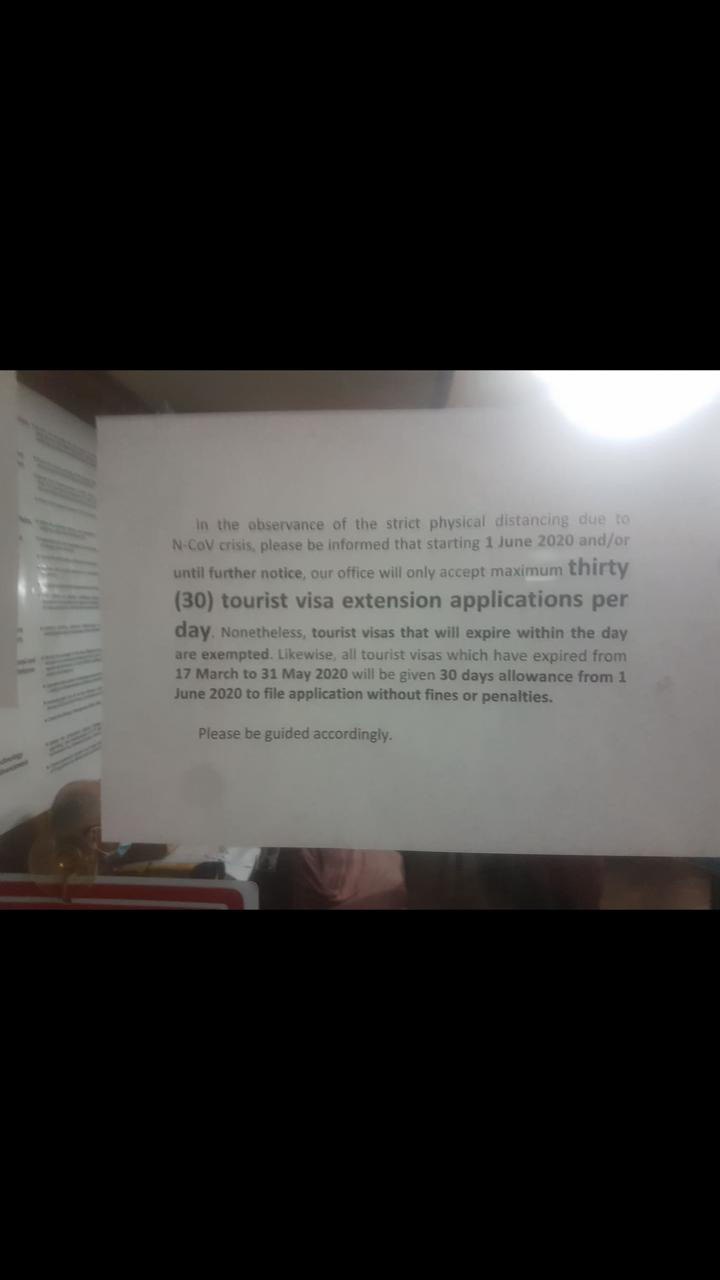 In the observance of the strict physical distancing due to
N-CoV crisis, please be informed that starting 1 June 2020 and/or
until further notice, our office will only accept maximum thirty
(30) tourist visa extension applications per
day. Nonetheless, tourist visas that will expire within the day
are exempted. Likewise, all tourist visas which have expired from
17 March to 31 May 2020 will be given 30 days allowance from 1
June 2020 to file application without fines or penalties.
Please be guided accordingly.